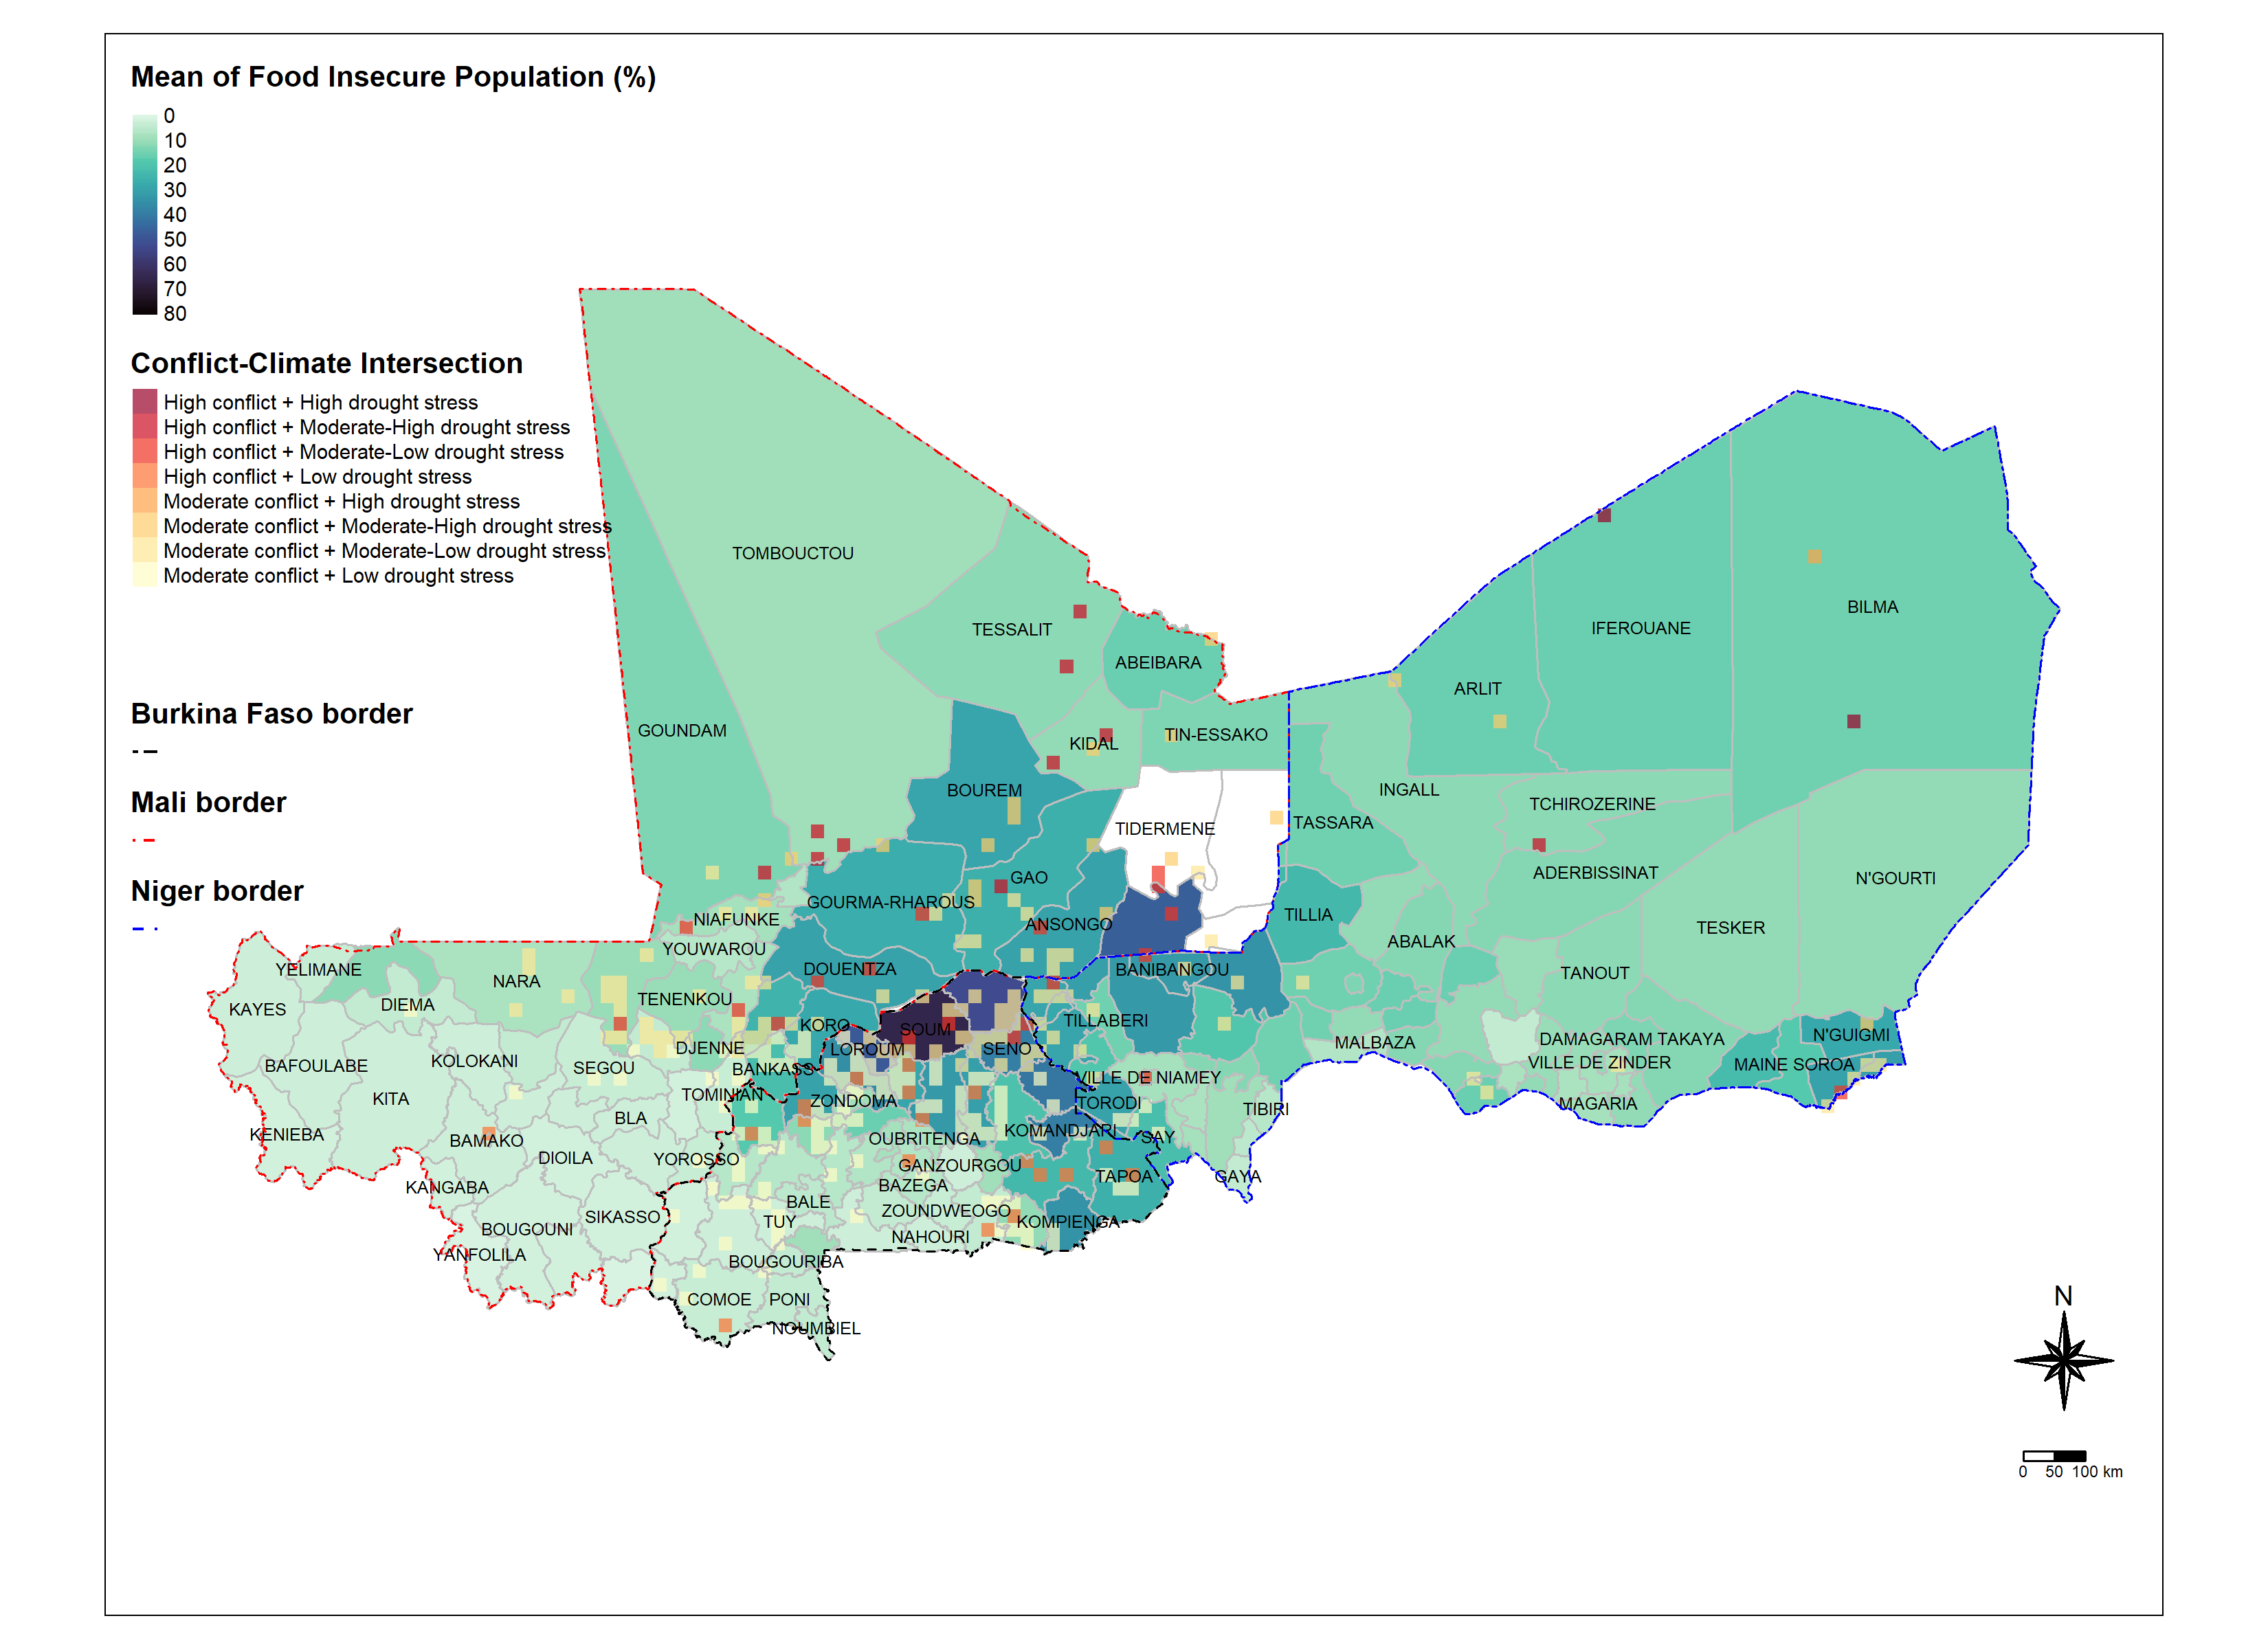 Mean of Food Insecure Population (%)
0
10
20
30
40
50
60
70
80
Conflict-Climate Intersection
High conflict + High drought stress
High conflict + Moderate-High drought stress
High conflict + Moderate-Low drought stress
High conflict + Low drought stress
Moderate conflict + High drought stress
Moderate conflict + Moderate-High drought stress
Moderate conflict + Moderate-Low drought stress
Moderate conflict + Low drought stress
Burkina Faso border
Mali border
Niger border
TOMBOUCTOU
TESSALIT
ABEIBARA
GOUNDAM
KIDAL
TIN-ESSAKO
BOUREM
TIDERMENE
GAO
GOURMA-RHAROUS
ANSONGO
NIAFUNKE
YOUWAROU
DOUENTZA
YELIMANE
NARA
TENENKOU
KAYES
DIEMA
KORO
DJENNE
BAFOULABE
KOLOKANI
SEGOU
BANKASS
KITA
TOMINIAN
BLA
KENIEBA
BAMAKO
DIOILA
YOROSSO
KANGABA
BOUGOUNI
SIKASSO
YANFOLILA
SOUM
LOROUM
SENO
ZONDOMA
OUBRITENGA
KOMANDJARI
GANZOURGOU
BAZEGA
TAPOA
BALE
ZOUNDWEOGO
TUY
KOMPIENGA
NAHOURI
BOUGOURIBA
COMOE
PONI
NOUMBIEL
BILMA
IFEROUANE
ARLIT
INGALL
TCHIROZERINE
TASSARA
ADERBISSINAT
N'GOURTI
TILLIA
TESKER
ABALAK
BANIBANGOU
TANOUT
TILLABERI
MALBAZA
DAMAGARAM TAKAYA
N'GUIGMI
VILLE DE ZINDER
MAINE SOROA
VILLE DE NIAMEY
TORODI
TIBIRI
MAGARIA
SAY
GAYA
N
0 50 100 km